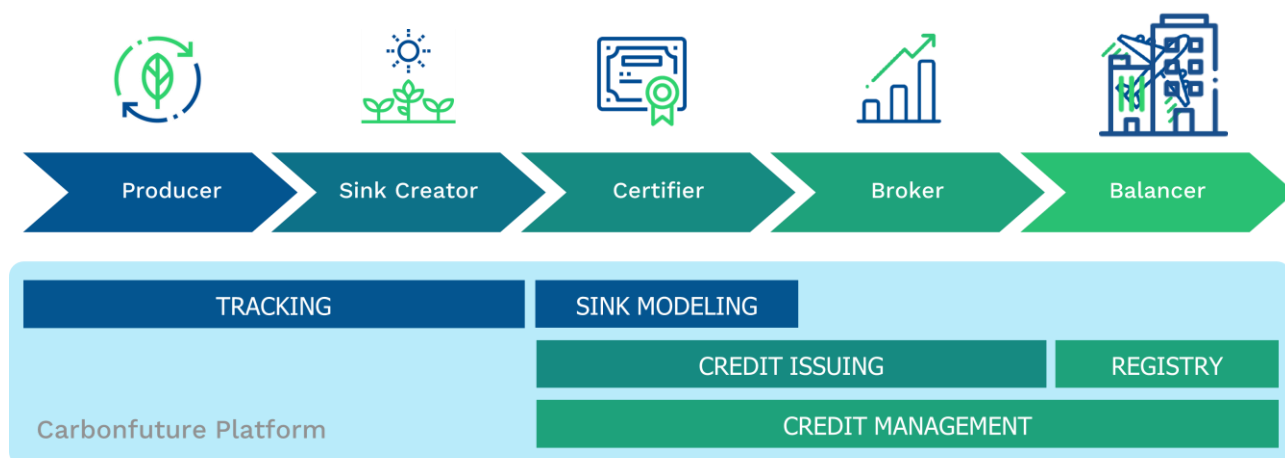 Producer
Sink Creator
Certifier
Broker
Balancer
TRACKING
SINK MODELING
CREDIT ISSUING
REGISTRY
Carbonfuture Platform
CREDIT MANAGEMENT